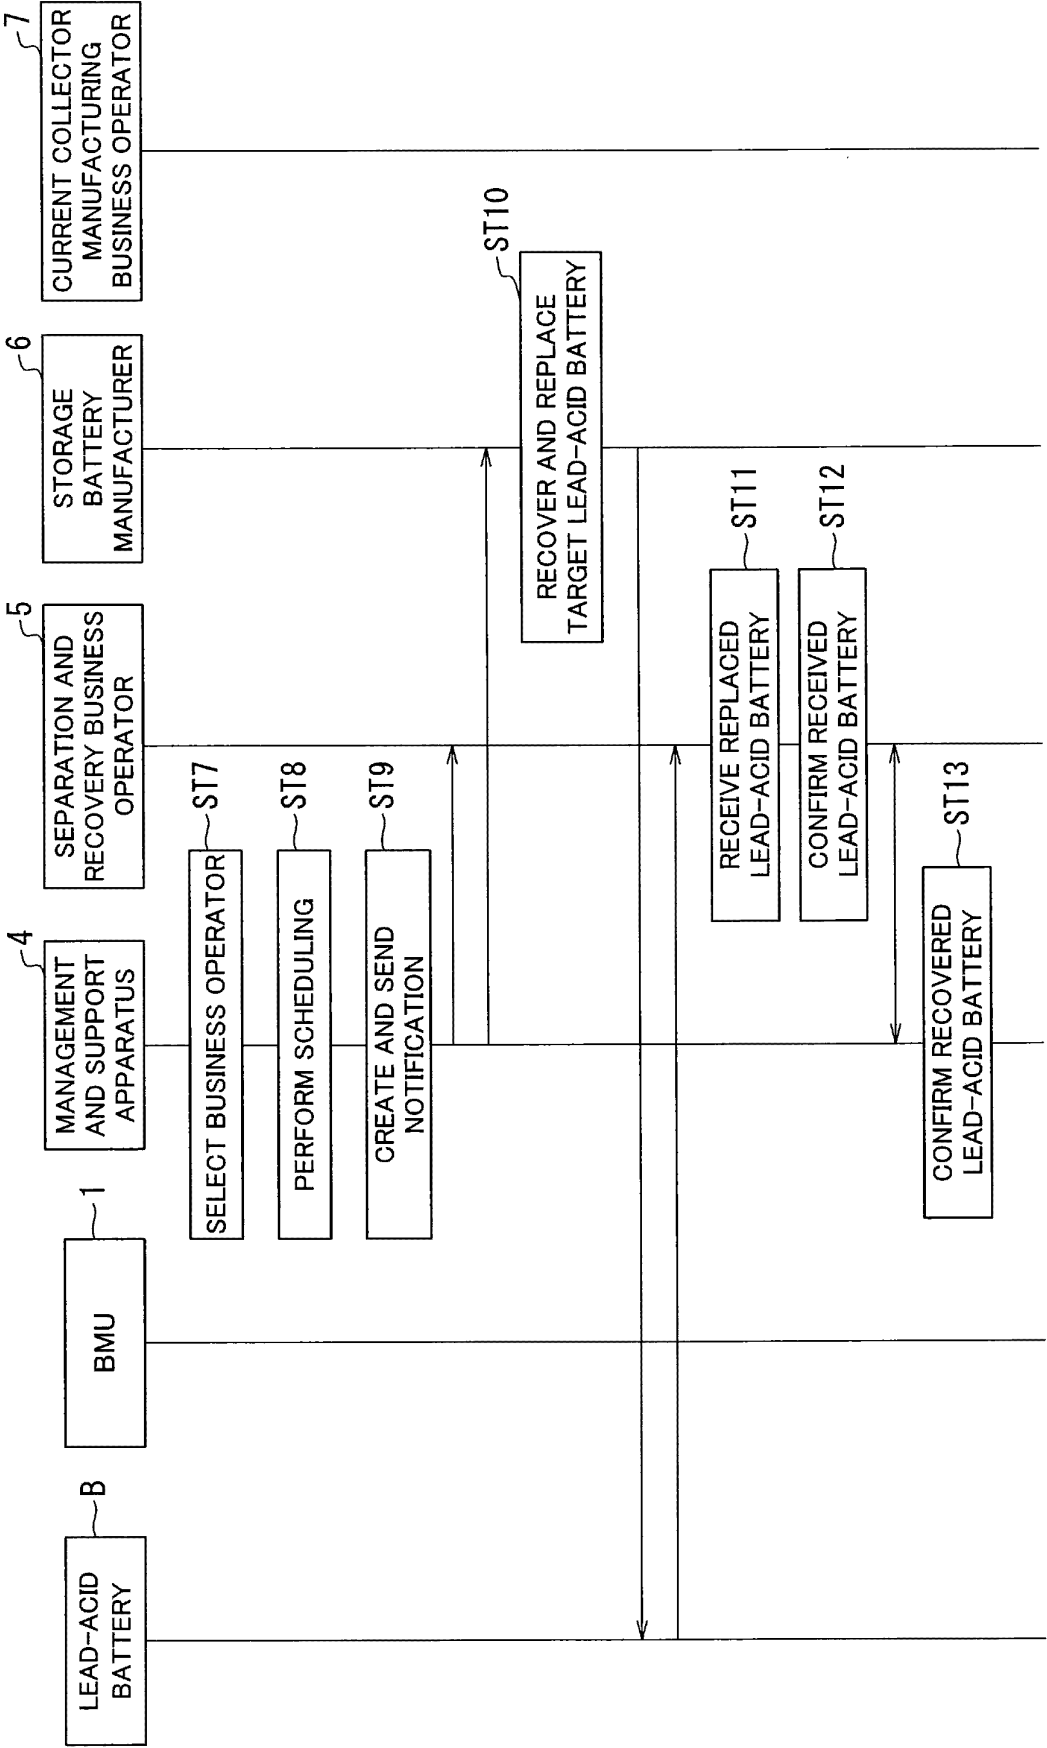 LEAD-ACID
BATTERY
B
BMU
1
MANAGEMENT
AND SUPPORT
APPARATUS
4
SEPARATION AND
RECOVERY BUSINESS
OPERATOR
5
STORAGE
BATTERY
MANUFACTURER
6
CURRENT COLLECTOR
MANUFACTURING
BUSINESS OPERATOR
7
SELECT BUSINESS OPERATOR
ST7
PERFORM SCHEDULING
ST8
CREATE AND SEND
NOTIFICATION
ST9
RECOVER AND REPLACE
TARGET LEAD-ACID BATTERY
ST10
RECEIVE REPLACED
LEAD-ACID BATTERY
ST11
CONFIRM RECEIVED
LEAD-ACID BATTERY
ST12
CONFIRM RECOVERED
LEAD-ACID BATTERY
ST13